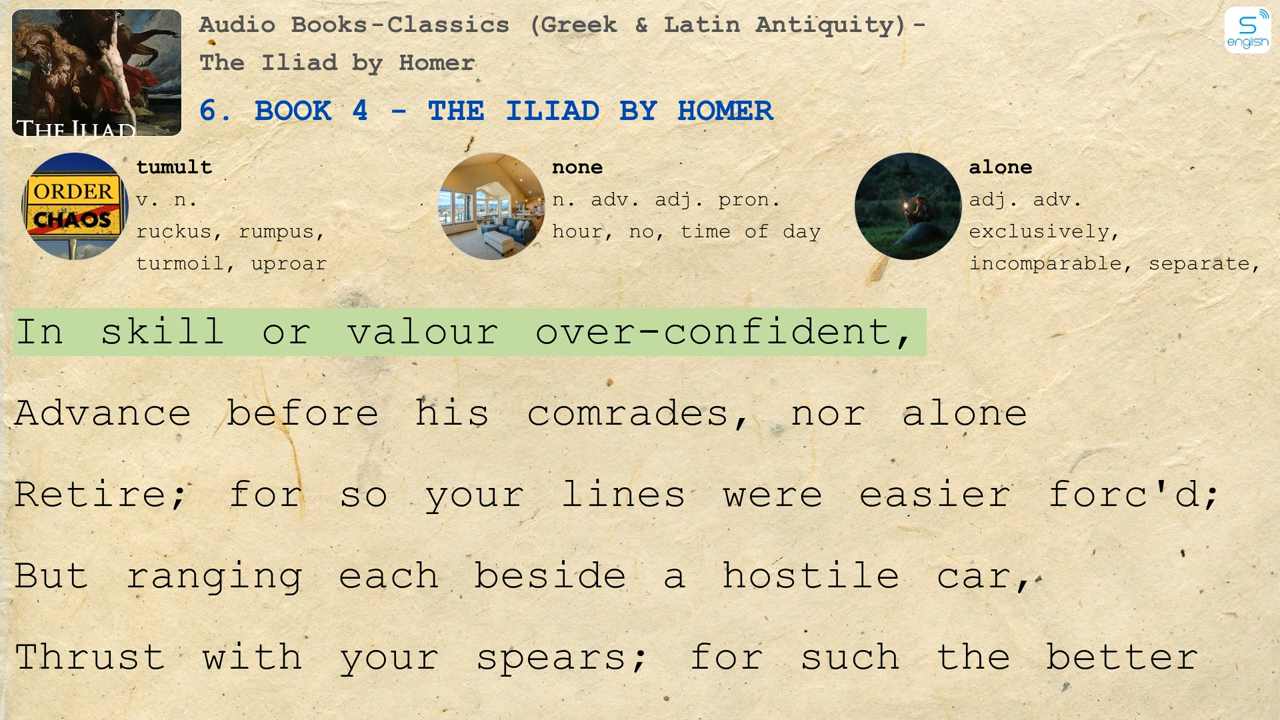 Audio Books-Classics (Greek & Latin Antiquity)-
The Iliad by Homer
6. BOOK 4 - THE ILIAD BY HOMER
THE ILIAD
S
english
ORDER
CHAOS
tumult
v. n.
ruckus, rumpus,
turmoil, uproar
none
n. adv. adj. pron.
hour, no, time of day
alone
adj. adv.
exclusively,
incomparable, separate,
In skill or valour over-confident,
Advance before his comrades, nor alone
Retire; for so your lines were easier forc'd;
But ranging each beside a hostile car,
Thrust with your spears; for such the better